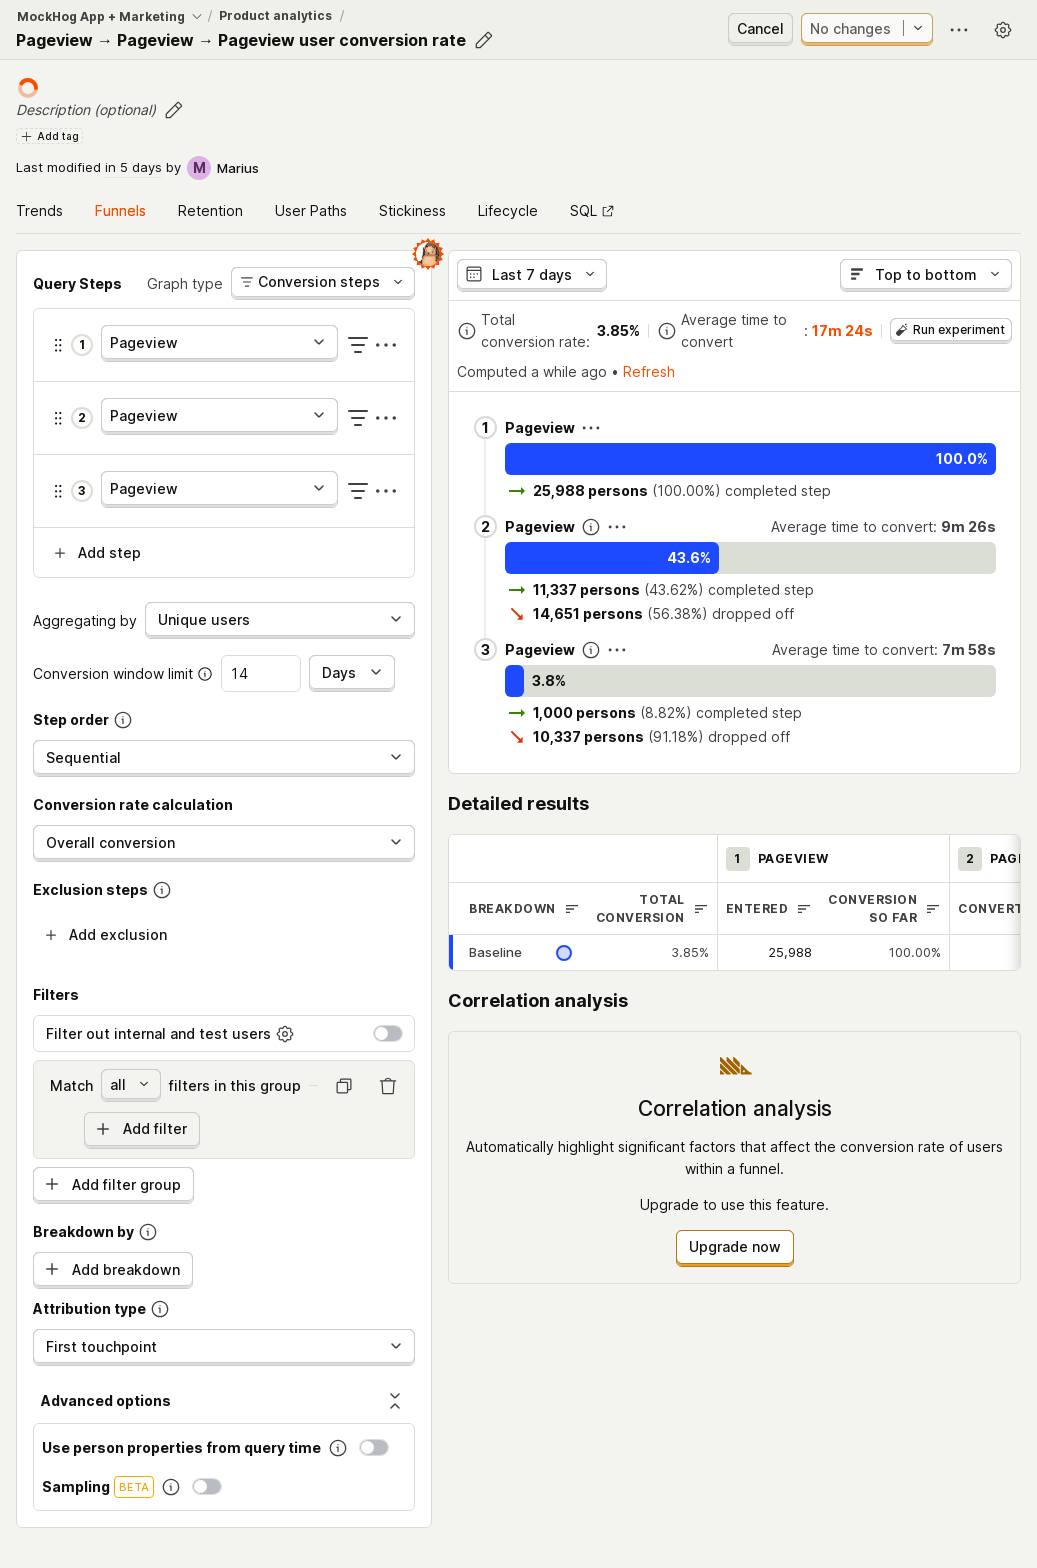 MockHog App + Marketing / Product analytics /
Pageview → Pageview → Pageview user conversion rate
Cancel
No changes
Description (optional)
Add tag
Last modified in 5 days by M Marius
Trends
Funnels
Retention
User Paths
Stickiness
Lifecycle
SQL
Query Steps
Graph type
Conversion steps
1 Pageview
2 Pageview
3 Pageview
Add step
Aggregating by Unique users
Conversion window limit 14 Days
Step order
Sequential
Conversion rate calculation
Overall conversion
Exclusion steps
Add exclusion
Filters
Filter out internal and test users
Match all filters in this group
Add filter
Add filter group
Breakdown by
Add breakdown
Attribution type
First touchpoint
Advanced options
Use person properties from query time
Sampling BETA
Last 7 days
Top to bottom
Total
conversion rate: 3.85%
Average time to
convert : 17m 24s
Run experiment
Computed a while ago • Refresh
1 Pageview
100.0%
25,988 persons (100.00%) completed step
2 Pageview Average time to convert: 9m 26s
43.6%
11,337 persons (43.62%) completed step
14,651 persons (56.38%) dropped off
3 Pageview Average time to convert: 7m 58s
3.8%
1,000 persons (8.82%) completed step
10,337 persons (91.18%) dropped off
Detailed results
1 PAGEVIEW
2 PAG
BREAKDOWN
TOTAL
CONVERSION
ENTERED
CONVERSION
SO FAR
CONVERT
Baseline 3.85% 25,988 100.00%
Correlation analysis
Correlation analysis
Automatically highlight significant factors that affect the conversion rate of users
within a funnel.
Upgrade to use this feature.
Upgrade now